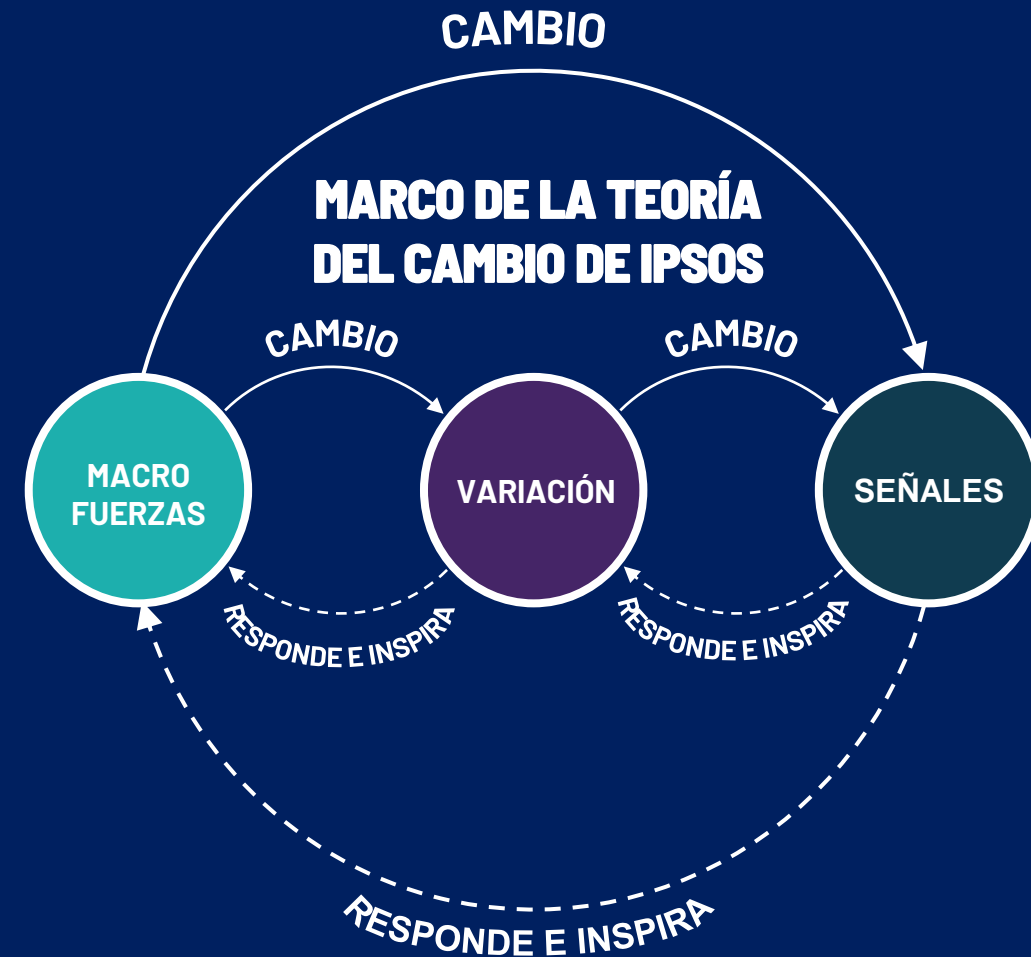 CAMBIO
MARCO DE LA TEORÍA
DEL CAMBIO DE IPSOS
CAMBIO
CAMBIO
MACRO
FUERZAS
VARIACIÓN
SEÑALES
RESPONDE E INSPIRA
RESPONDE E INSPIRA
RESPONDE E INSPIRA